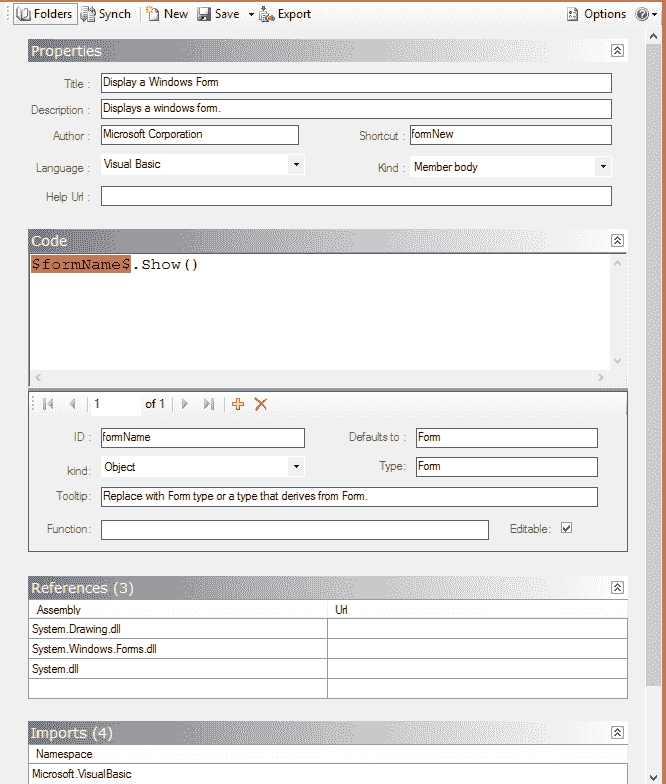 Folders Synch New Save Export Options
Properties
Title : Display a Windows Form
Description : Displays a windows form.
Author : Microsoft Corporation Shortcut : formNew
Language : Visual Basic Kind : Member body
Help Url :
Code
$formName$.Show()
1 of 1
ID : formName Defaults to : Form
kind: Object Type: Form
Tooltip: Replace with Form type or a type that derives from Form.
Function: Editable:
References (3)
Assembly Url
System.Drawing.dll
System.Windows.Forms.dll
System.dll
Imports (4)
Namespace
Microsoft.VisualBasic